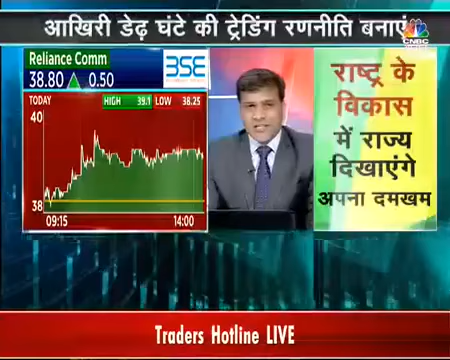 आखिरी डेढ़ घंटे की ट्रेडिंग रणनीति बनाएं
CNBC
Reliance Comm
38.80 ▲ 0.50
BSE
TODAY HIGH 39.1 LOW 38.25
40
38
09:15 14:00
राष्ट्र के
विकास
में राज्य
दिखाएंगे
अपना दमखम
Traders Hotline LIVE